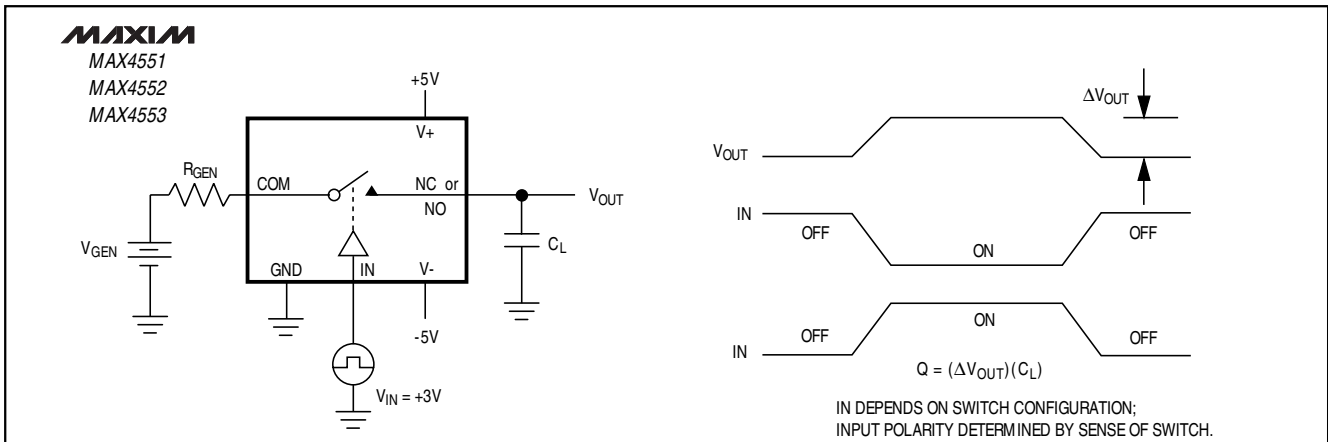 MAXIM
MAX4551
MAX4552
MAX4553
+5V
V+
RGEN
COM
NC or
NO
VOUT
VGEN
CL
GND
IN
V-
-5V
VIN = +3V
ΔVOUT
VOUT
IN
OFF
ON
OFF
IN
OFF
ON
OFF
Q = (ΔVOUT)(CL)
IN DEPENDS ON SWITCH CONFIGURATION;
INPUT POLARITY DETERMINED BY SENSE OF SWITCH.